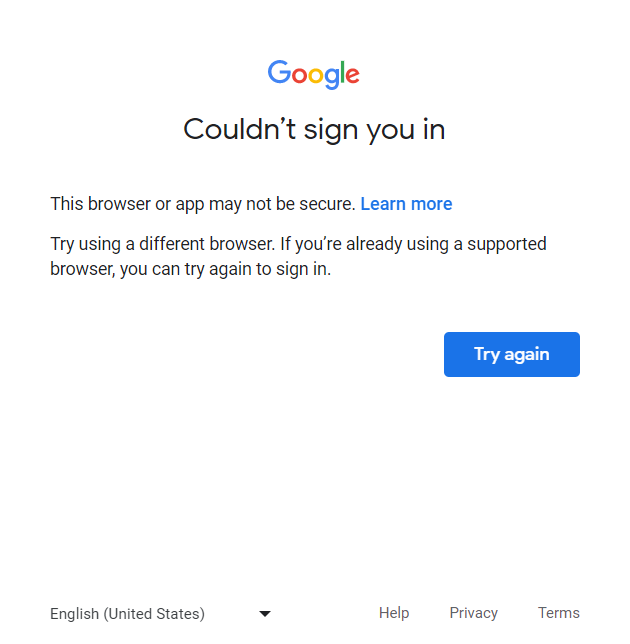 Google
Couldn’t sign you in
This browser or app may not be secure. Learn more
Try using a different browser. If you’re already using a supported
browser, you can try again to sign in.
Try again
English (United States)
Help
Privacy
Terms